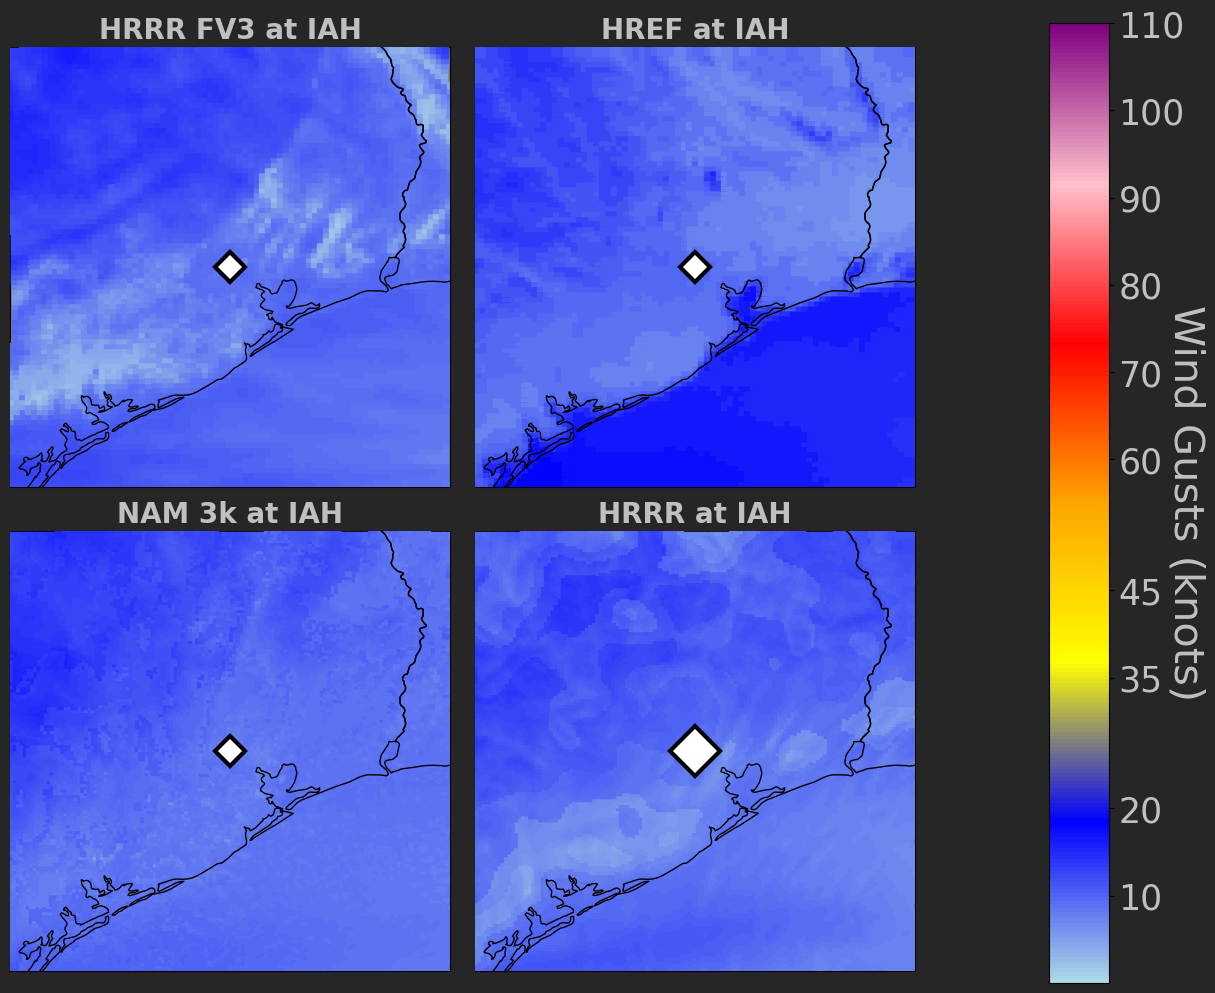 HRRR FV3 at IAH
HREF at IAH
NAM 3k at IAH
HRRR at IAH
110
100
90
80
70
60
45
35
20
10
Wind Gusts (knots)